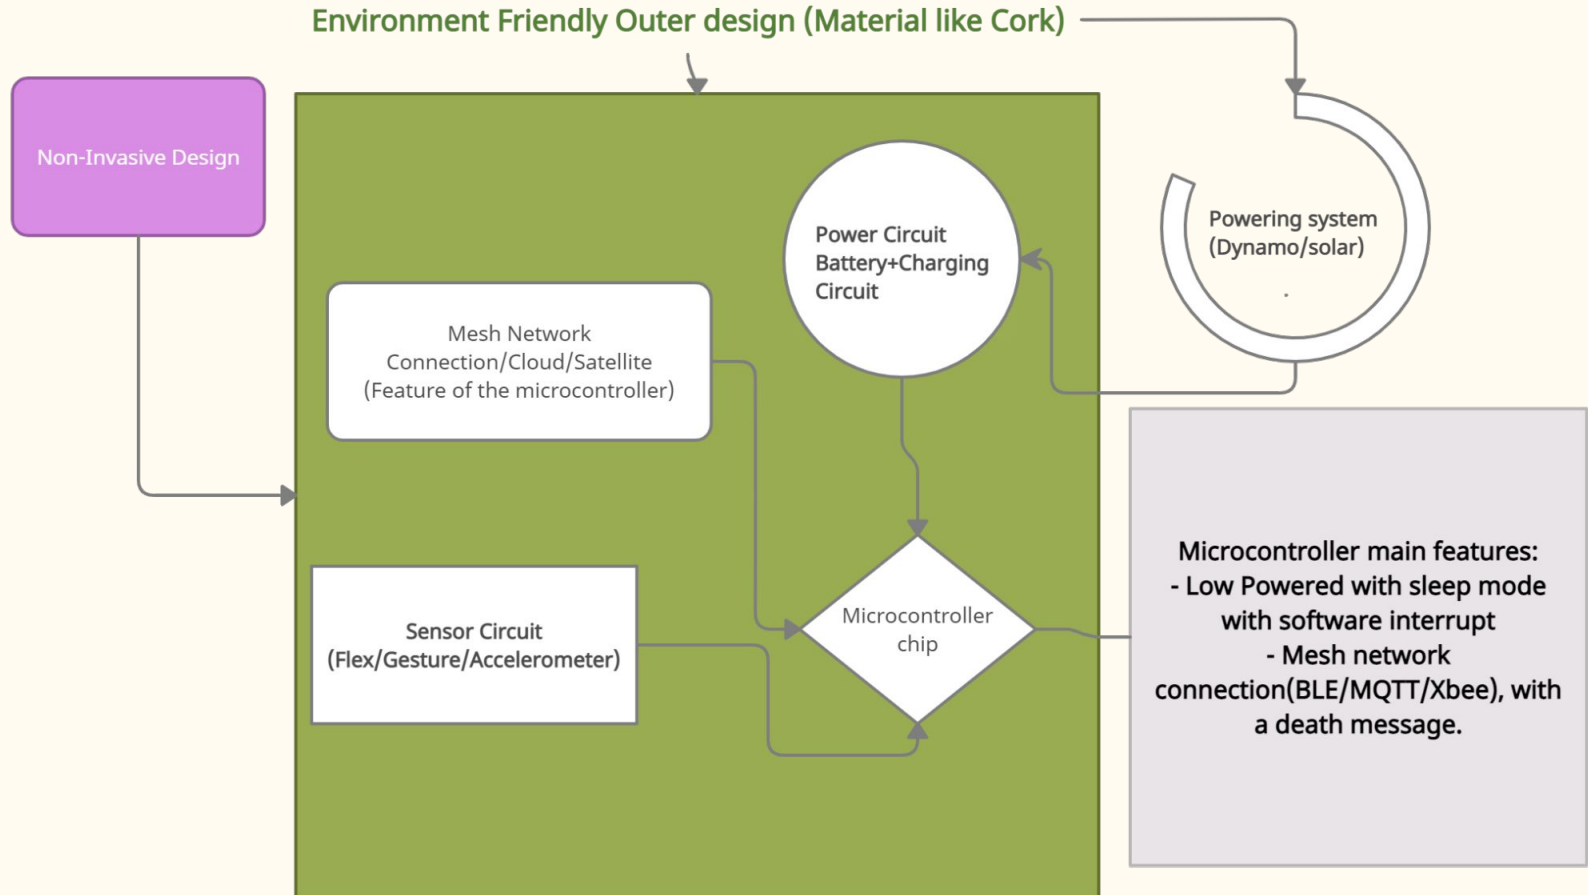 Environment Friendly Outer design (Material like Cork)
Non-Invasive Design
Power Circuit
Battery+Charging
Circuit
Powering system
(Dynamo/solar)
.
Mesh Network
Connection/Cloud/Satellite
(Feature of the microcontroller)
Sensor Circuit
(Flex/Gesture/Accelerometer)
Microcontroller
chip
Microcontroller main features:
- Low Powered with sleep mode
with software interrupt
- Mesh network
connection(BLE/MQTT/Xbee), with
a death message.